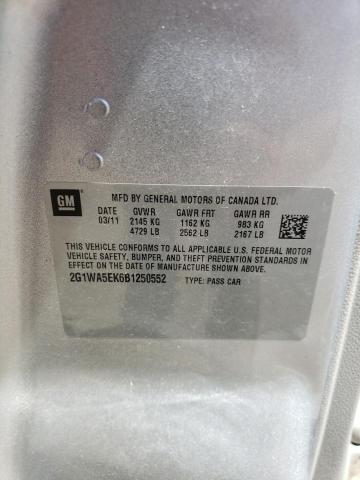 GM
MFD BY GENERAL MOTORS OF CANADA LTD.
DATE GVWR GAWR FRT GAWR RR
03/11 2145 KG 1162 KG 983 KG
4729 LB 2562 LB 2167 LB
THIS VEHICLE CONFORMS TO ALL APPLICABLE U.S. FEDERAL MOTOR
VEHICLE SAFETY, BUMPER, AND THEFT PREVENTION STANDARDS
IN EFFECT ON THE DATE OF MANUFACTURE SHOWN ABOVE.
2G1WA5EK6B1250552 TYPE: PASS CAR